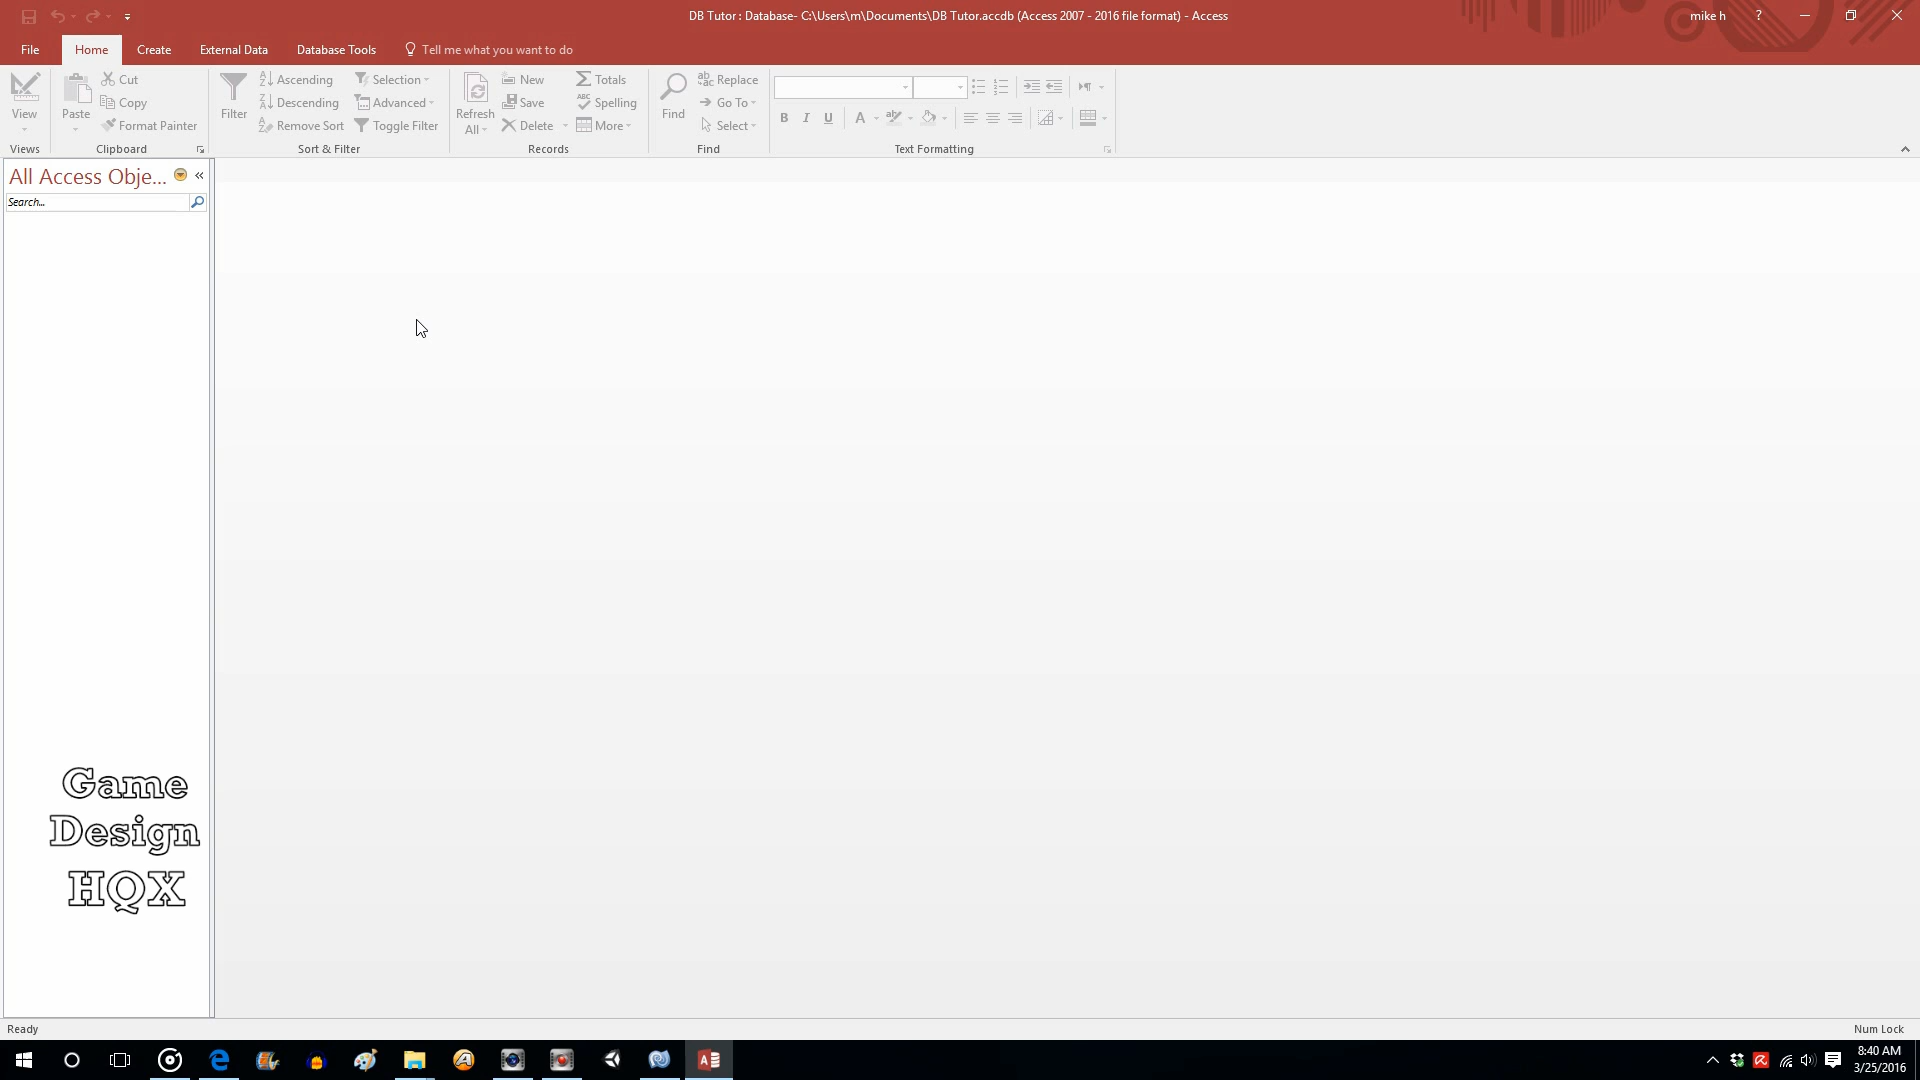 DB Tutor : Database- C:\Users\m\Documents\DB Tutor.accdb (Access 2007 - 2016 file format) - Access
mike h
?
File
Home
Create
External Data
Database Tools
Tell me what you want to do
View
Views
Paste
Cut
Copy
Format Painter
Clipboard
Filter
Ascending
Descending
Remove Sort
Selection
Advanced
Toggle Filter
Sort & Filter
Refresh
All
New
Save
Delete
Totals
Spelling
More
Records
Find
Replace
Go To
Select
Find
B I U A
Text Formatting
All Access Obje...
Search...
Game
Design
HQX
Ready
Num Lock
8:40 AM
3/25/2016